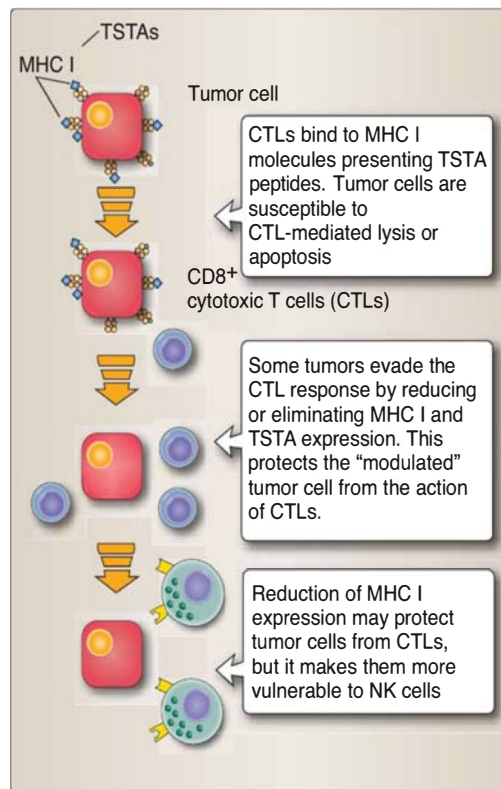 TSTAs
MHC I
Tumor cell
CTLs bind to MHC I
molecules presenting TSTA
peptides. Tumor cells are
susceptible to
CTL-mediated lysis or
apoptosis
CD8+
cytotoxic T cells (CTLs)
Some tumors evade the
CTL response by reducing
or eliminating MHC I and
TSTA expression. This
protects the “modulated”
tumor cell from the action
of CTLs.
Reduction of MHC I
expression may protect
tumor cells from CTLs,
but it makes them more
vulnerable to NK cells